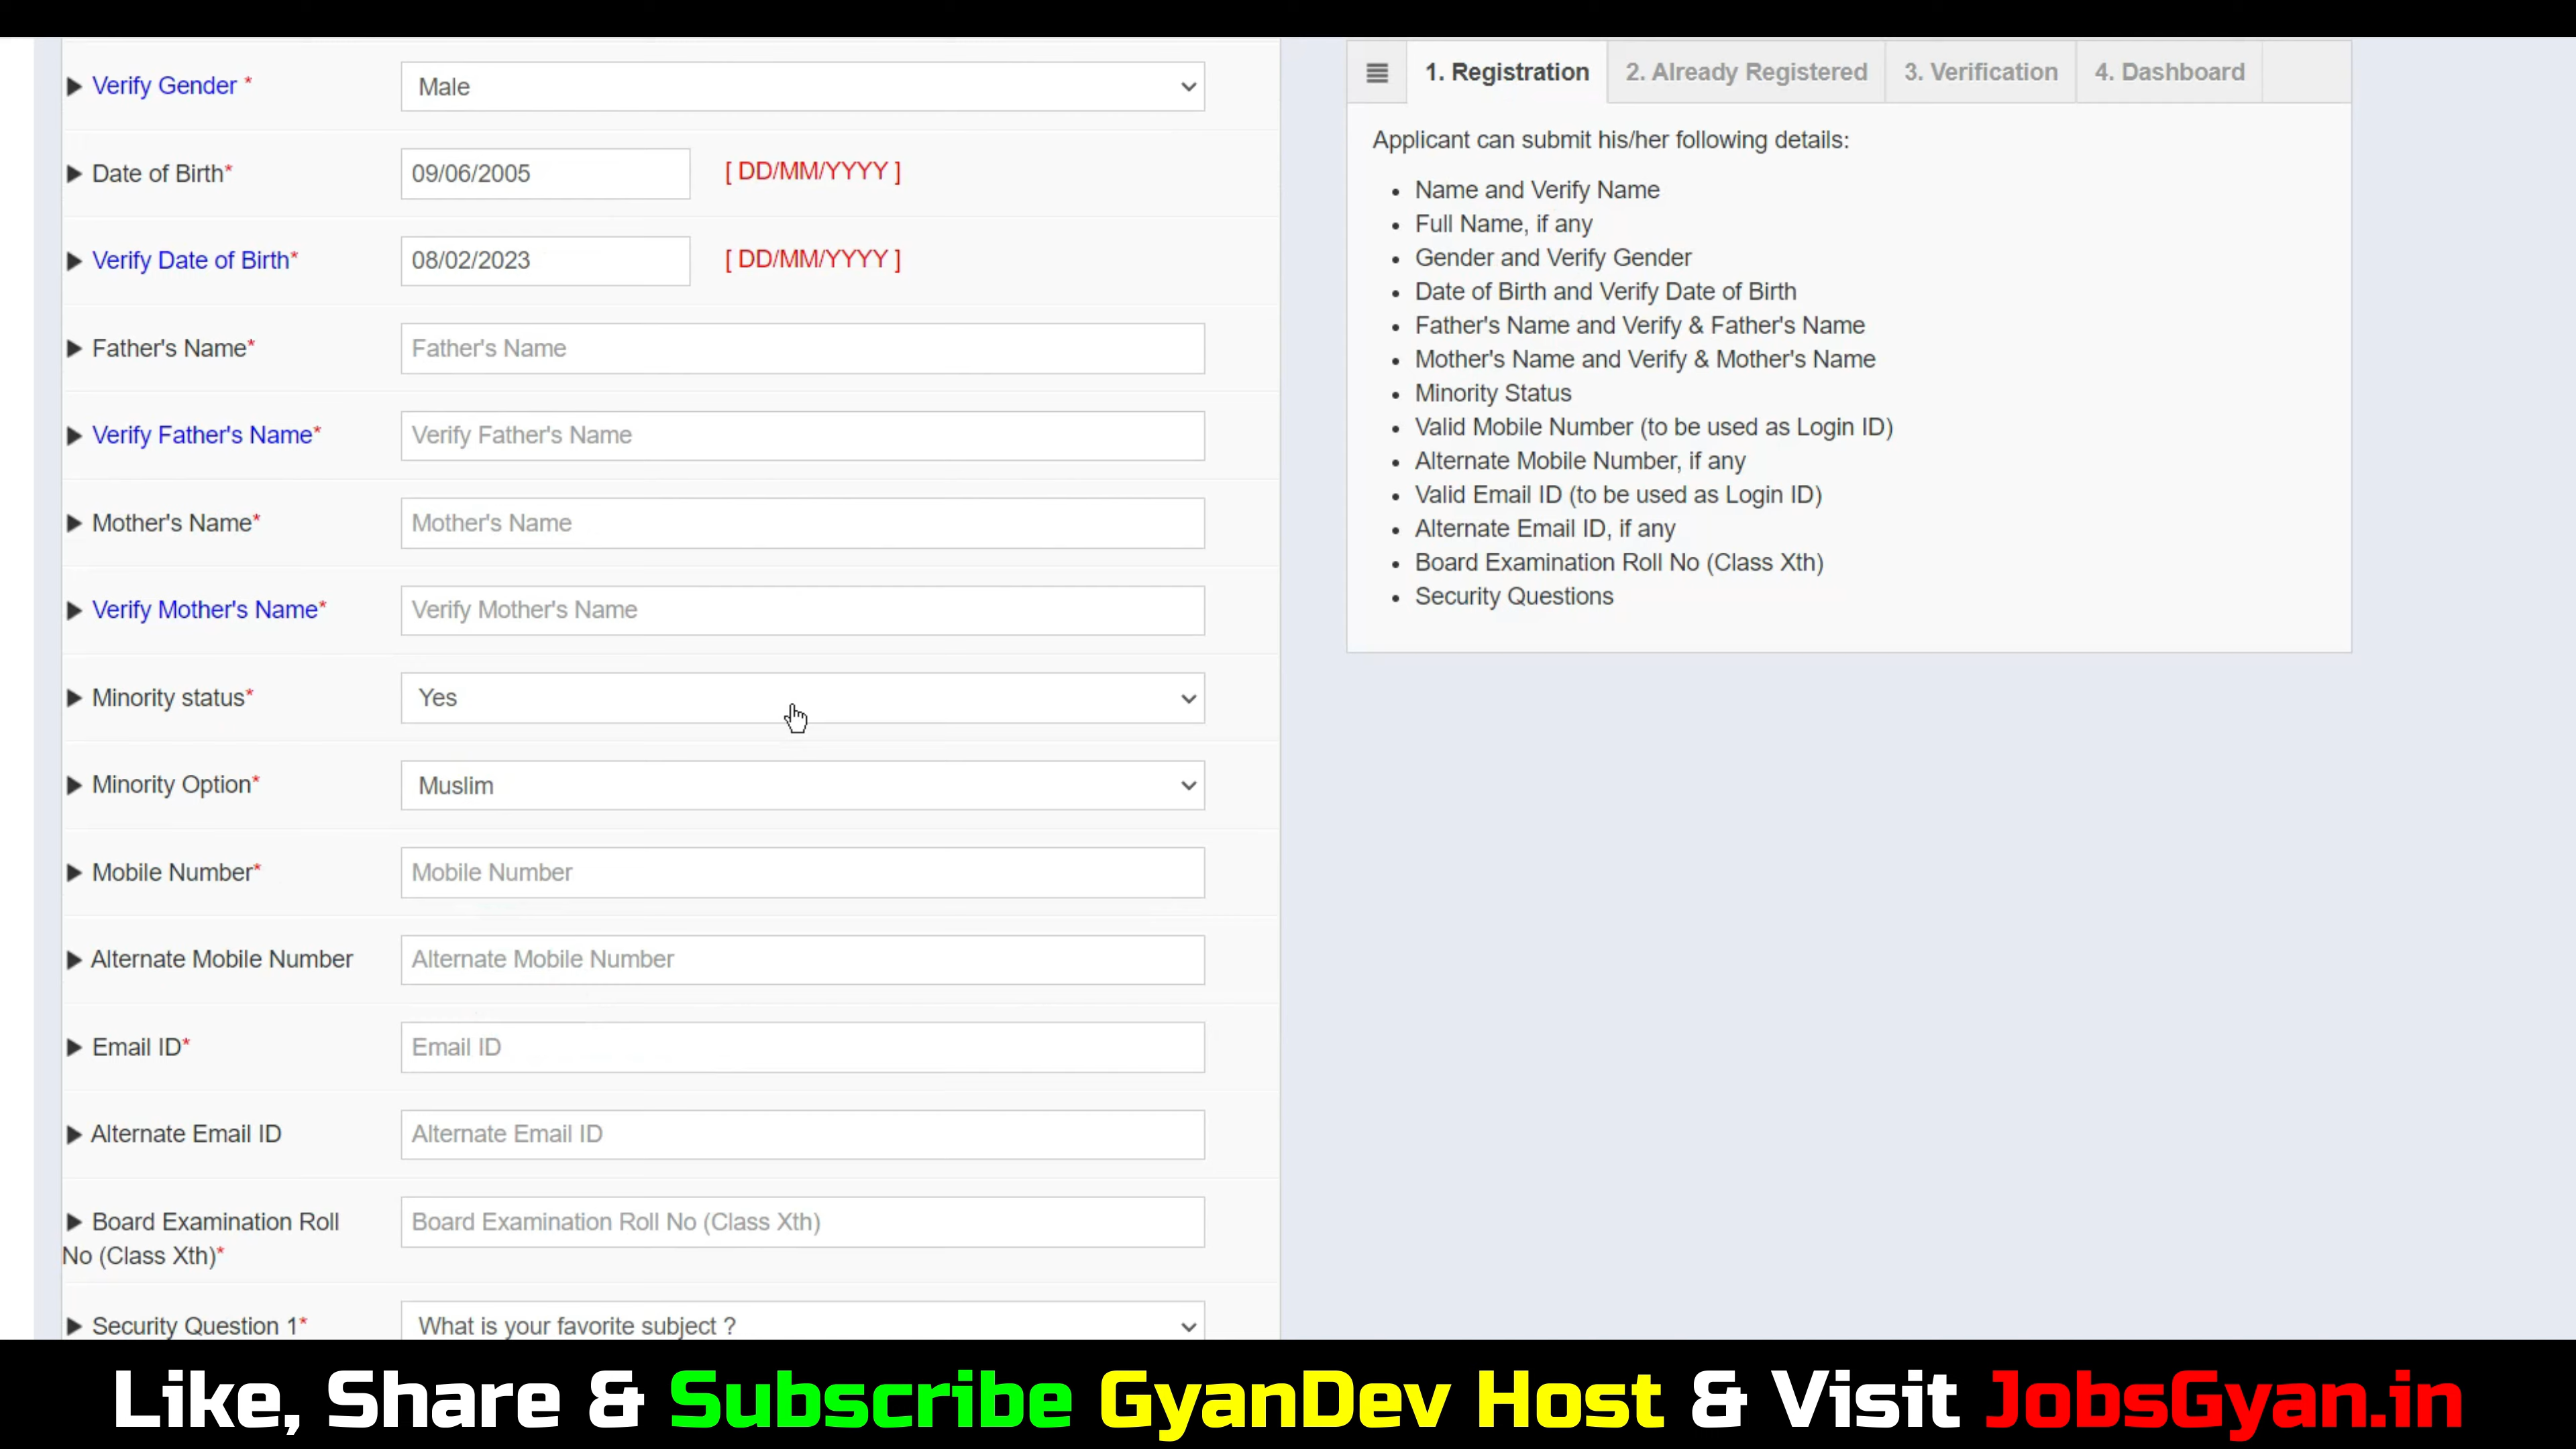 Verify Gender *
Male
Date of Birth*
09/06/2005
[ DD/MM/YYYY ]
Verify Date of Birth*
08/02/2023
[ DD/MM/YYYY ]
Father's Name*
Father's Name
Verify Father's Name*
Verify Father's Name
Mother's Name*
Mother's Name
Verify Mother's Name*
Verify Mother's Name
Minority status*
Yes
Minority Option*
Muslim
Mobile Number*
Mobile Number
Alternate Mobile Number
Alternate Mobile Number
Email ID*
Email ID
Alternate Email ID
Alternate Email ID
Board Examination Roll
No (Class Xth)*
Board Examination Roll No (Class Xth)
Security Question 1*
What is your favorite subject ?
1. Registration
2. Already Registered
3. Verification
4. Dashboard
Applicant can submit his/her following details:
• Name and Verify Name
• Full Name, if any
• Gender and Verify Gender
• Date of Birth and Verify Date of Birth
• Father's Name and Verify & Father's Name
• Mother's Name and Verify & Mother's Name
• Minority Status
• Valid Mobile Number (to be used as Login ID)
• Alternate Mobile Number, if any
• Valid Email ID (to be used as Login ID)
• Alternate Email ID, if any
• Board Examination Roll No (Class Xth)
• Security Questions
Like, Share & Subscribe GyanDev Host & Visit JobsGyan.in